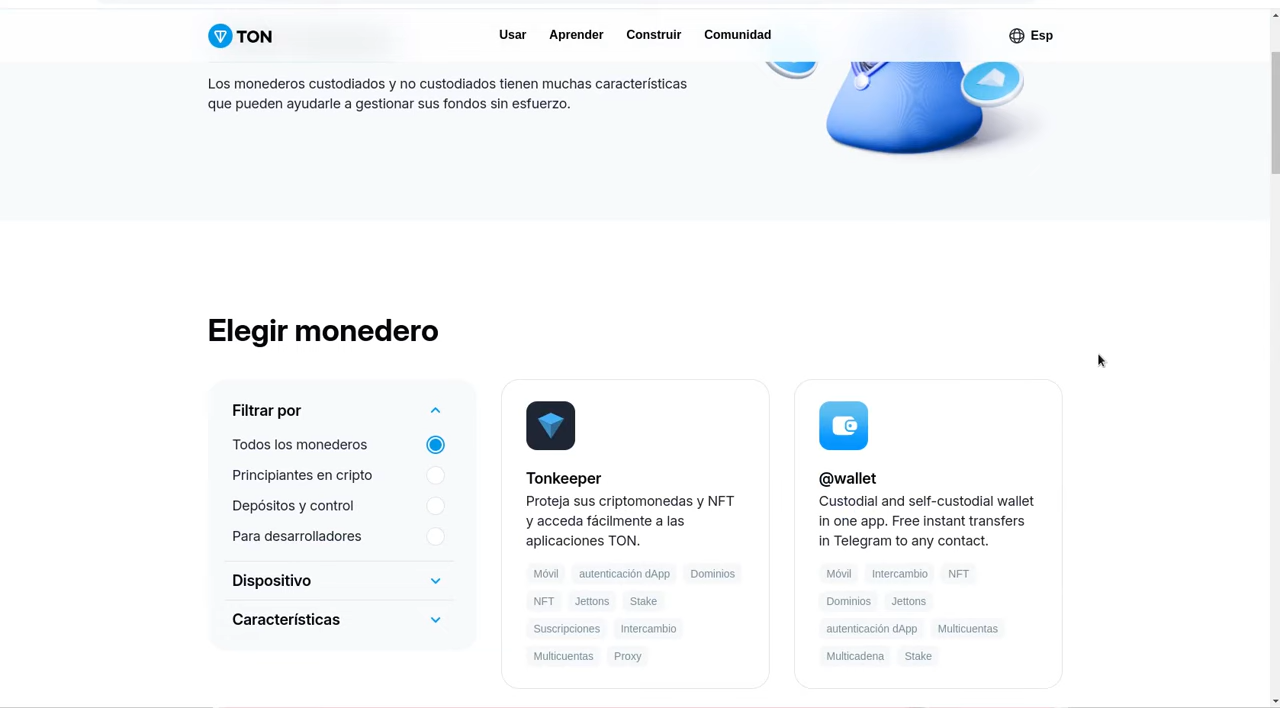 TON
Usar
Aprender
Construir
Comunidad
Esp
Los monederos custodiados y no custodiados tienen muchas características
que pueden ayudarle a gestionar sus fondos sin esfuerzo.
Elegir monedero
Filtrar por
Todos los monederos
Principiantes en cripto
Depósitos y control
Para desarrolladores
Dispositivo
Características
Tonkeeper
Proteja sus criptomonedas y NFT
y acceda fácilmente a las
aplicaciones TON.
Móvil autenticación dApp Dominios
NFT Jettons Stake
Suscripciones Intercambio
Multicuentas Proxy
@wallet
Custodial and self-custodial wallet
in one app. Free instant transfers
in Telegram to any contact.
Móvil Intercambio NFT
Dominios Jettons
autenticación dApp Multicuentas
Multicadena Stake